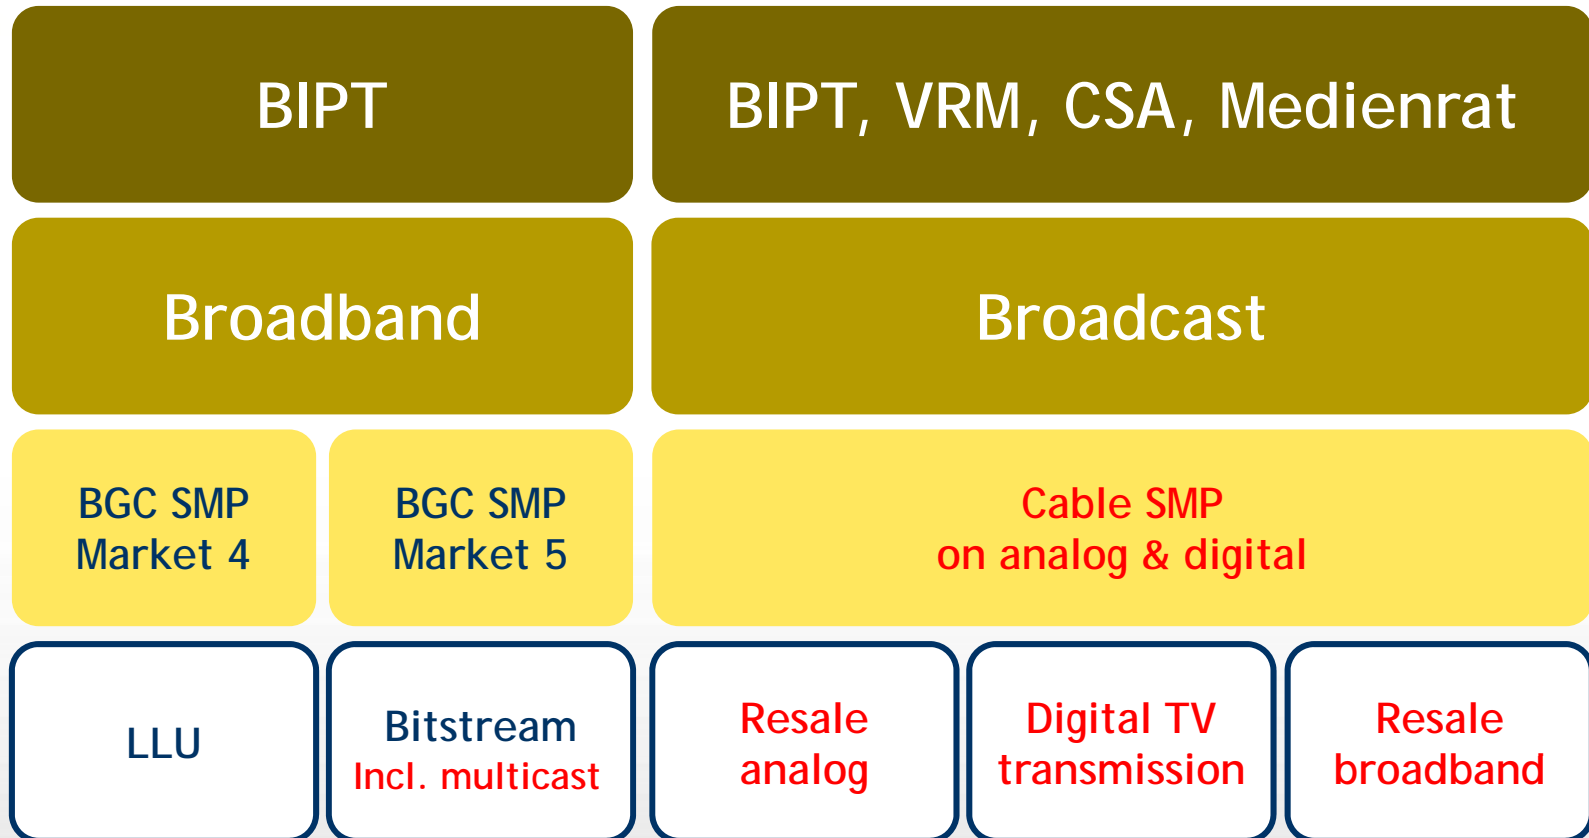 BIPT
BIPT, VRM, CSA, Medienrat
Broadband
Broadcast
BGC SMP
Market 4
BGC SMP
Market 5
Cable SMP
on analog & digital
LLU
Bitstream
Incl. multicast
Resale
analog
Digital TV
transmission
Resale
broadband